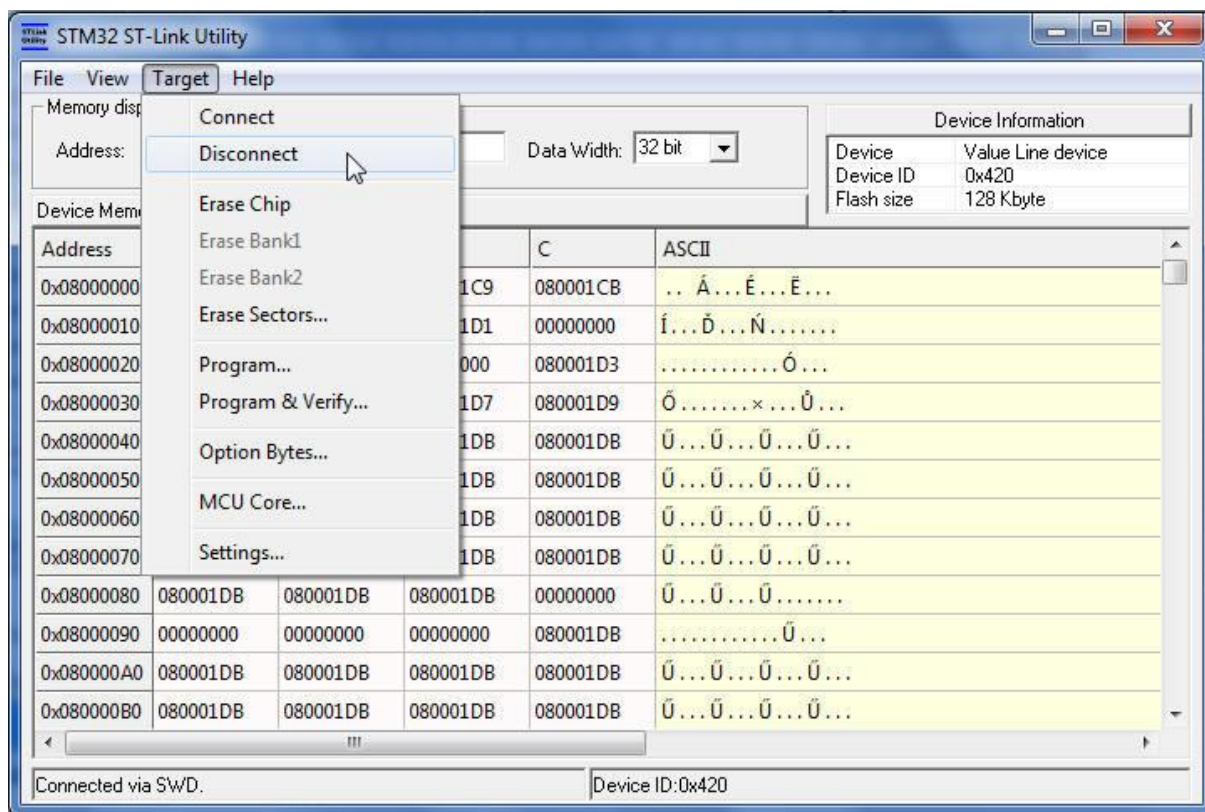 STM32 ST-Link Utility
File View Target Help
Memory disp
Address: Data Width: 32 bit
Connect
Disconnect
Erase Chip
Erase Bank1
Erase Bank2
Erase Sectors...
Program...
Program & Verify...
Option Bytes...
MCU Core...
Settings...
Device Information
Device Value Line device
Device ID 0x420
Flash size 128 Kbyte
Device Mem
Address C ASCII
0x08000000 1C9 080001CB .. Á...É...Ë...
0x08000010 1D1 00000000 Í...Ď...Ń.......
0x08000020 000 080001D3 ............Ó...
0x08000030 1D7 080001D9 Ő.......×...Ů...
0x08000040 1DB 080001DB Ű...Ű...Ű...Ű...
0x08000050 1DB 080001DB Ű...Ű...Ű...Ű...
0x08000060 1DB 080001DB Ű...Ű...Ű...Ű...
0x08000070 1DB 080001DB Ű...Ű...Ű...Ű...
0x08000080 080001DB 080001DB 080001DB 00000000 Ű...Ű...Ű.......
0x08000090 00000000 00000000 00000000 080001DB ............Ű...
0x080000A0 080001DB 080001DB 080001DB 080001DB Ű...Ű...Ű...Ű...
0x080000B0 080001DB 080001DB 080001DB 080001DB Ű...Ű...Ű...Ű...
Connected via SWD. Device ID:0x420